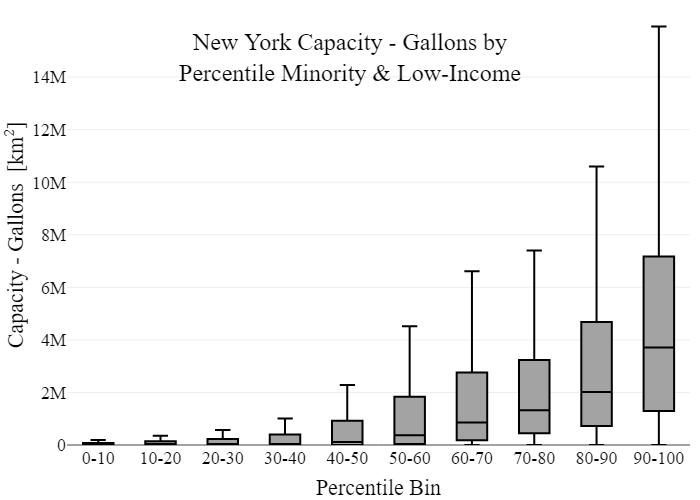 New York Capacity - Gallons by
Percentile Minority & Low-Income
Capacity - Gallons [km²]
14M
12M
10M
8M
6M
4M
2M
0
0-10 10-20 20-30 30-40 40-50 50-60 60-70 70-80 80-90 90-100
Percentile Bin